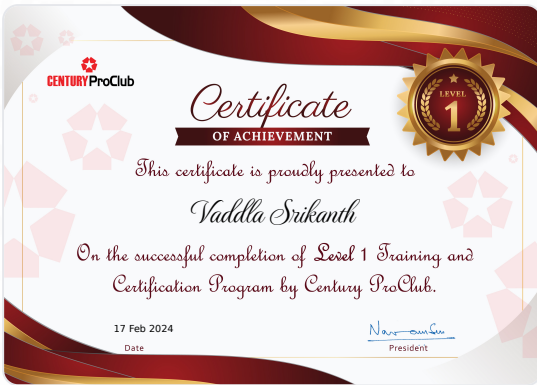 CENTURY ProClub
Certificate
OF ACHIEVEMENT
LEVEL
1
This certificate is proudly presented to
Vaddla Srikanth
On the successful completion of Level 1 Training and
Certification Program by Century ProClub.
17 Feb 2024
Date
President